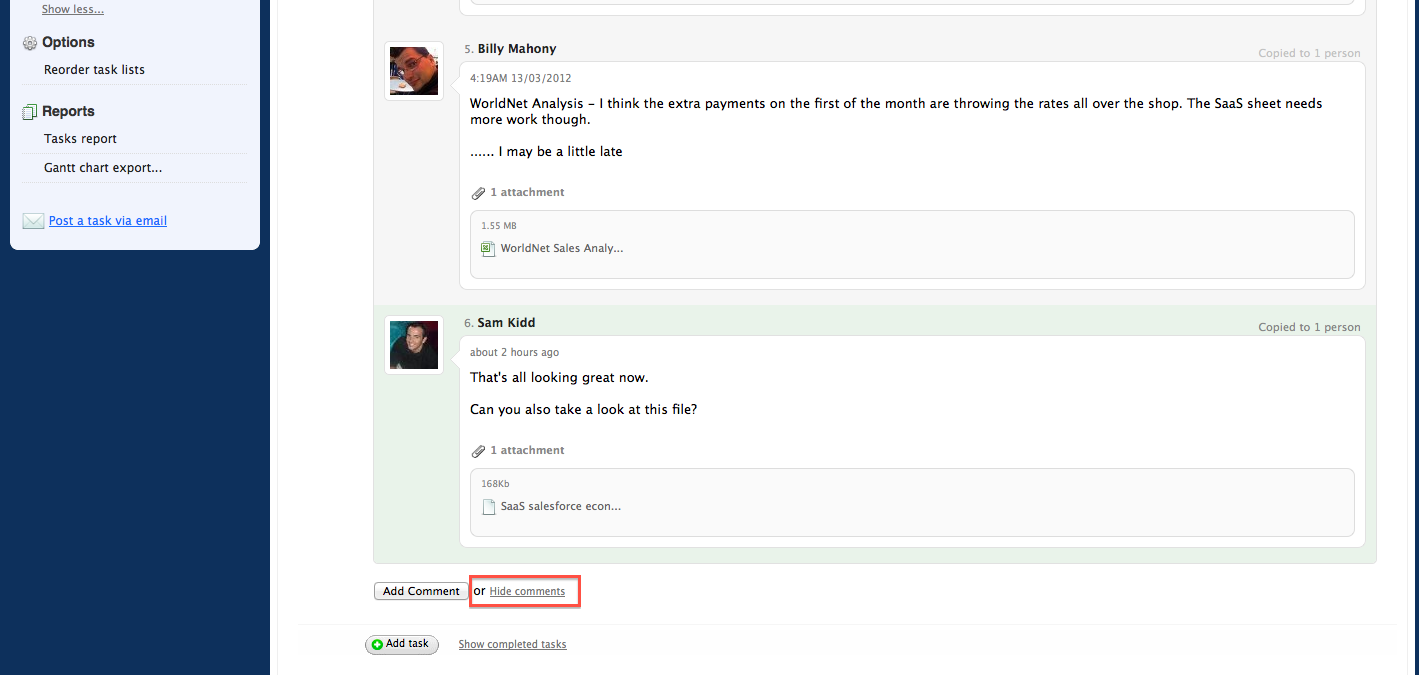 Show less...
Options
Reorder task lists
Reports
Tasks report
Gantt chart export...
Post a task via email
5. Billy Mahony
Copied to 1 person
4:19AM 13/03/2012
WorldNet Analysis – I think the extra payments on the first of the month are throwing the rates all over the shop. The SaaS sheet needs
more work though.
...... I may be a little late
1 attachment
1.55 MB
WorldNet Sales Analy...
6. Sam Kidd
Copied to 1 person
about 2 hours ago
That's all looking great now.
Can you also take a look at this file?
1 attachment
168Kb
SaaS salesforce econ...
Add Comment or Hide comments
Add task Show completed tasks